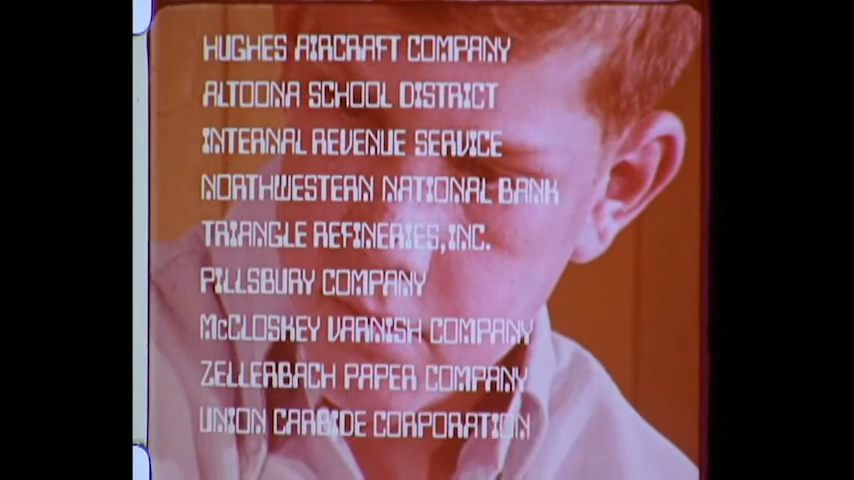 HUGHES AIRCRAFT COMPANY
ALTOONA SCHOOL DISTRICT
INTERNAL REVENUE SERVICE
NORTHWESTERN NATIONAL BANK
TRIANGLE REFINERIES, INC.
PILLSBURY COMPANY
McCLOSKEY VARNISH COMPANY
ZELLERBACH PAPER COMPANY
UNION CARBIDE CORPORATION